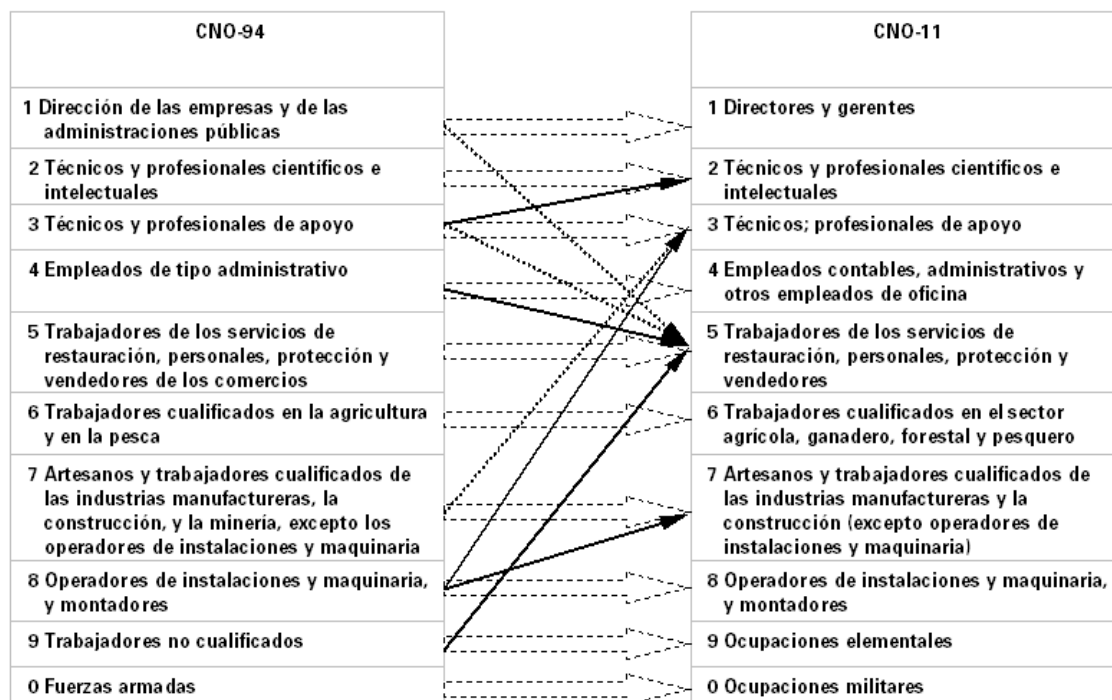 CNO-94
1 Dirección de las empresas y de las
administraciones públicas
2 Técnicos y profesionales científicos e
intelectuales
3 Técnicos y profesionales de apoyo
4 Empleados de tipo administrativo
5 Trabajadores de los servicios de
restauración, personales, protección y
vendedores de los comercios
6 Trabajadores cualificados en la agricultura
y en la pesca
7 Artesanos y trabajadores cualificados de
las industrias manufactureras, la
construcción, y la minería, excepto los
operadores de instalaciones y maquinaria
8 Operadores de instalaciones y maquinaria,
y montadores
9 Trabajadores no cualificados
0 Fuerzas armadas
CNO-11
1 Directores y gerentes
2 Técnicos y profesionales científicos e
intelectuales
3 Técnicos; profesionales de apoyo
4 Empleados contables, administrativos y
otros empleados de oficina
5 Trabajadores de los servicios de
restauración, personales, protección y
vendedores
6 Trabajadores cualificados en el sector
agrícola, ganadero, forestal y pesquero
7 Artesanos y trabajadores cualificados de
las industrias manufactureras y la
construcción (excepto operadores de
instalaciones y maquinaria)
8 Operadores de instalaciones y maquinaria,
y montadores
9 Ocupaciones elementales
0 Ocupaciones militares